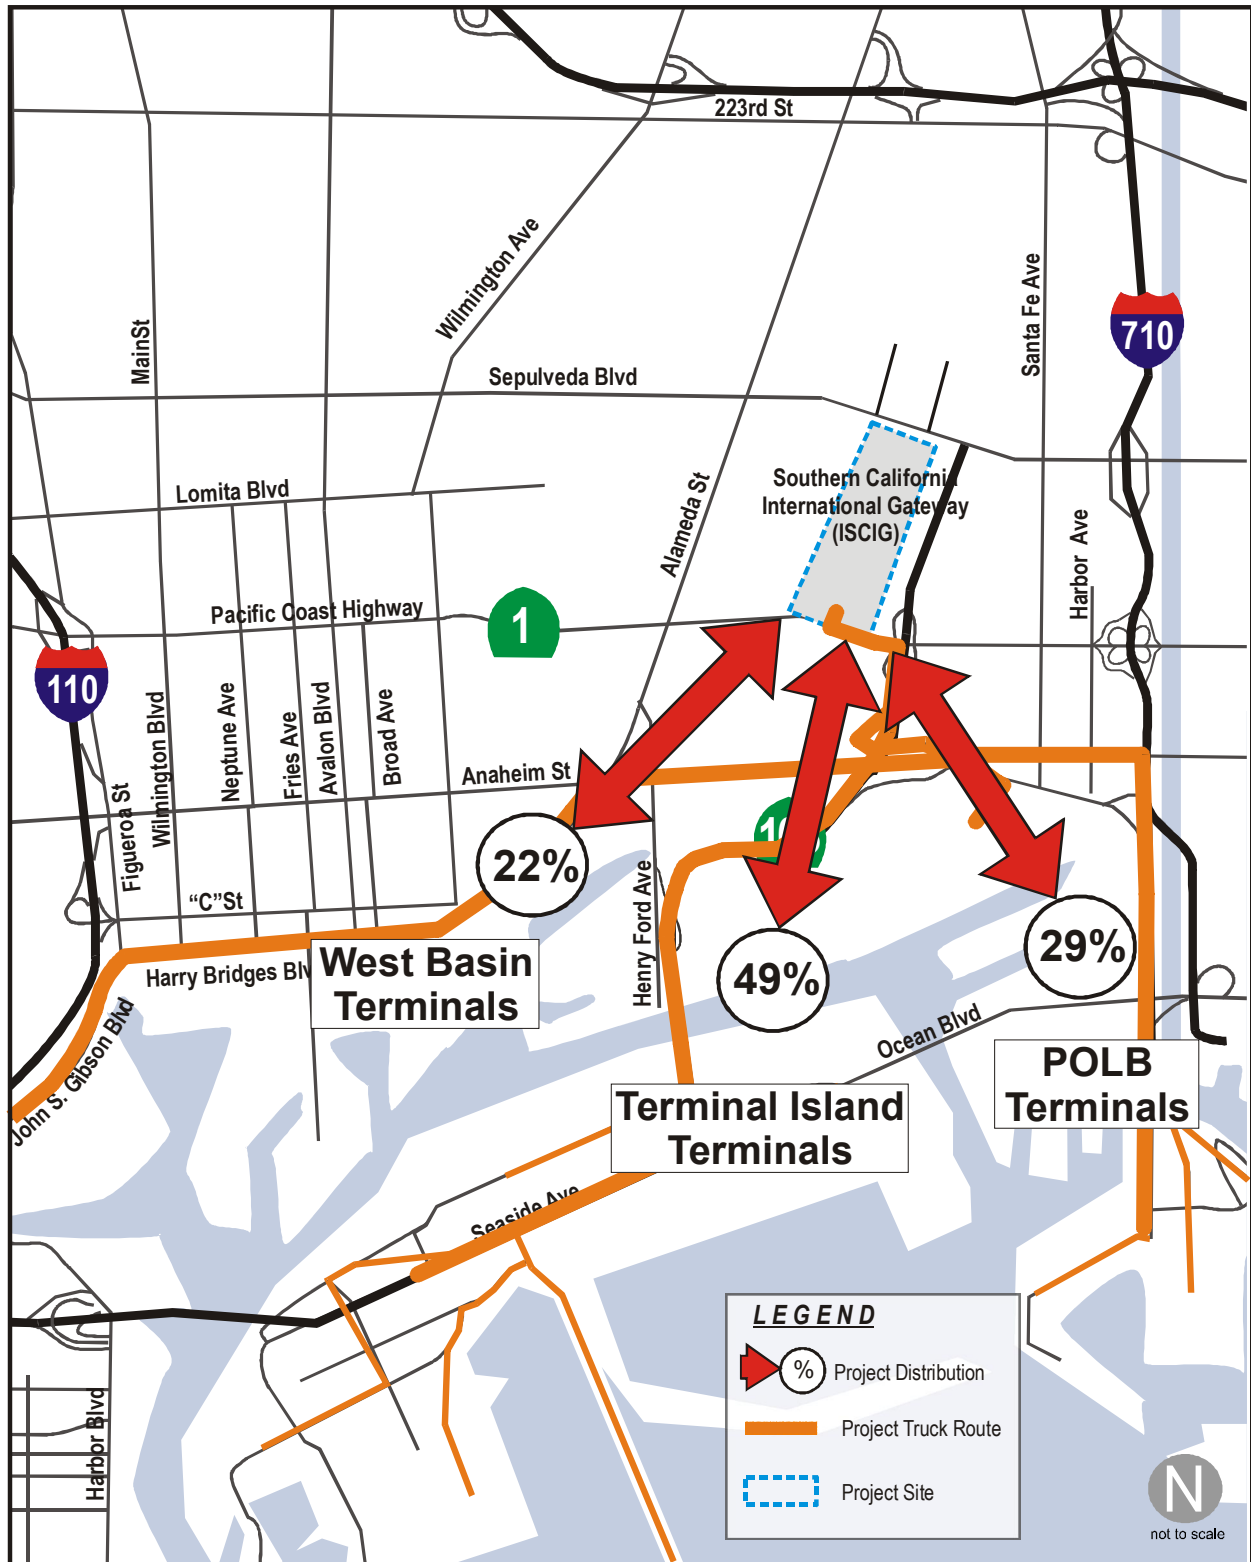 223rd St
Wilmington Ave
MainSt
Santa Fe Ave
710
Sepulveda Blvd
Lomita Blvd
Alameda St
Southern California
International Gateway
(ISCIG)
Harbor Ave
Pacific Coast Highway
1
110
Wilmington Blvd
Neptune Ave
Fries Ave
Avalon Blvd
Broad Ave
Anaheim St
Figueroa St
22%
"C"St
Henry Ford Ave
49%
29%
Harry Bridges Blv
West Basin
Terminals
John S. Gibson Blvd
Ocean Blvd
POLB
Terminals
Terminal Island
Terminals
Seaside Ave
Harbor Blvd
LEGEND
% Project Distribution
Project Truck Route
Project Site
N
not to scale